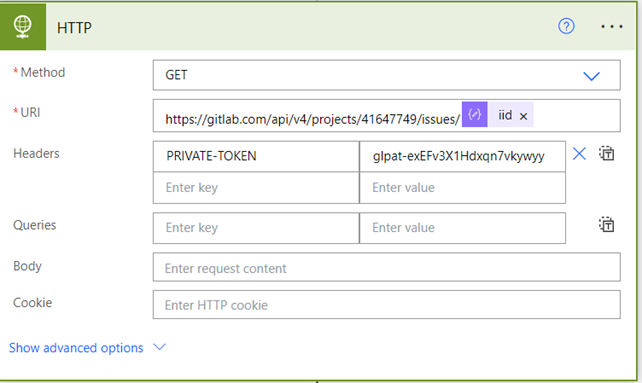 HTTP
* Method
GET
* URI
https://gitlab.com/api/v4/projects/41647749/issues/ iid ×
Headers
PRIVATE-TOKEN glpat-exEFv3X1Hdxqn7vkywyy
Enter key Enter value
Queries
Enter key Enter value
Body
Enter request content
Cookie
Enter HTTP cookie
Show advanced options